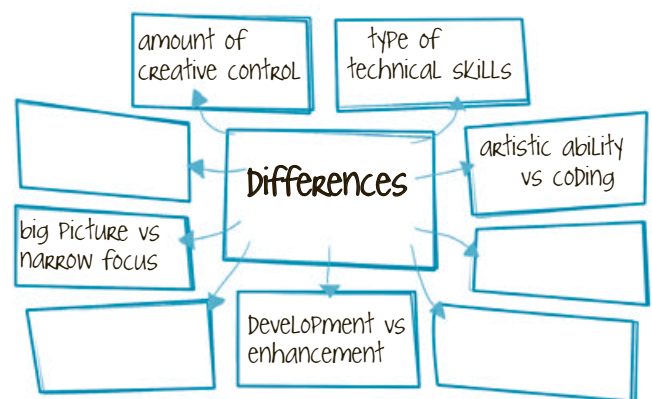 amount of
creative control
type of
technical skills
Differences
artistic ability
vs coding
big picture vs
narrow focus
Development vs
enhancement